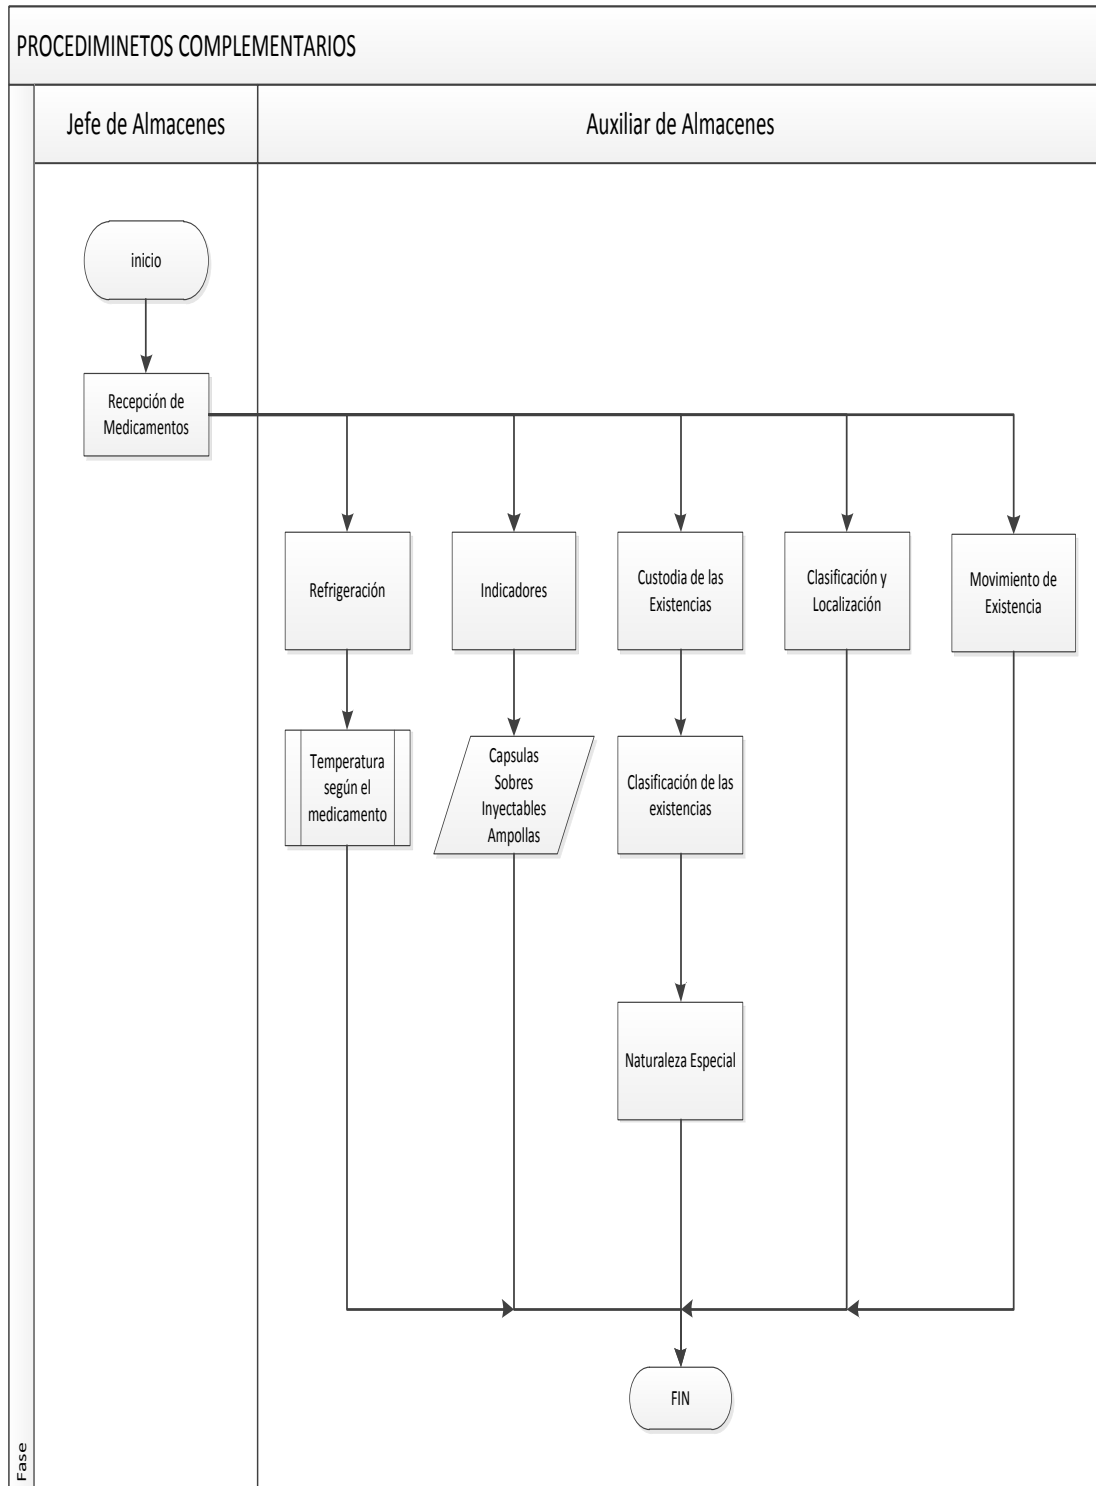 PROCEDIMINETOS COMPLEMENTARIOS
Jefe de Almacenes
Auxiliar de Almacenes
inicio
Recepción de
Medicamentos
Refrigeración
Indicadores
Custodia de las
Existencias
Clasificación y
Localización
Movimiento de
Existencia
Temperatura
según el
medicamento
Capsulas
Sobres
Inyectables
Ampollas
Clasificación de las
existencias
Naturaleza Especial
FIN
Fase